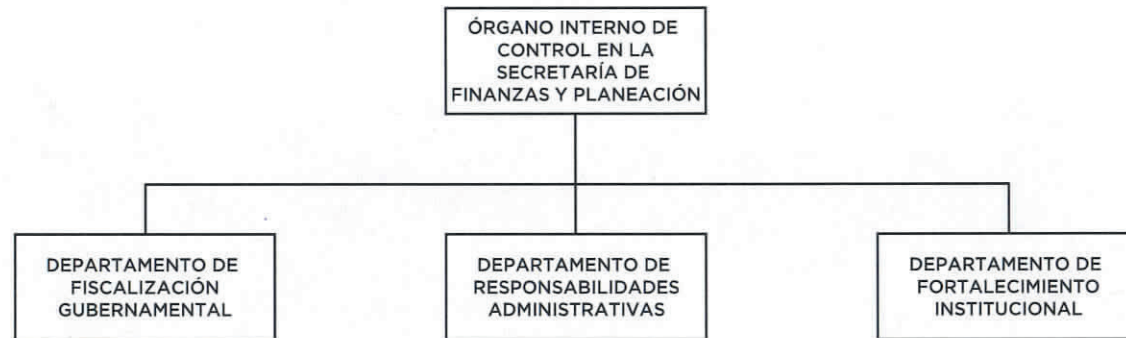 ÓRGANO INTERNO DE
CONTROL EN LA
SECRETARÍA DE
FINANZAS Y PLANEACIÓN
DEPARTAMENTO DE
FISCALIZACIÓN
GUBERNAMENTAL
DEPARTAMENTO DE
RESPONSABILIDADES
ADMINISTRATIVAS
DEPARTAMENTO DE
FORTALECIMIENTO
INSTITUCIONAL